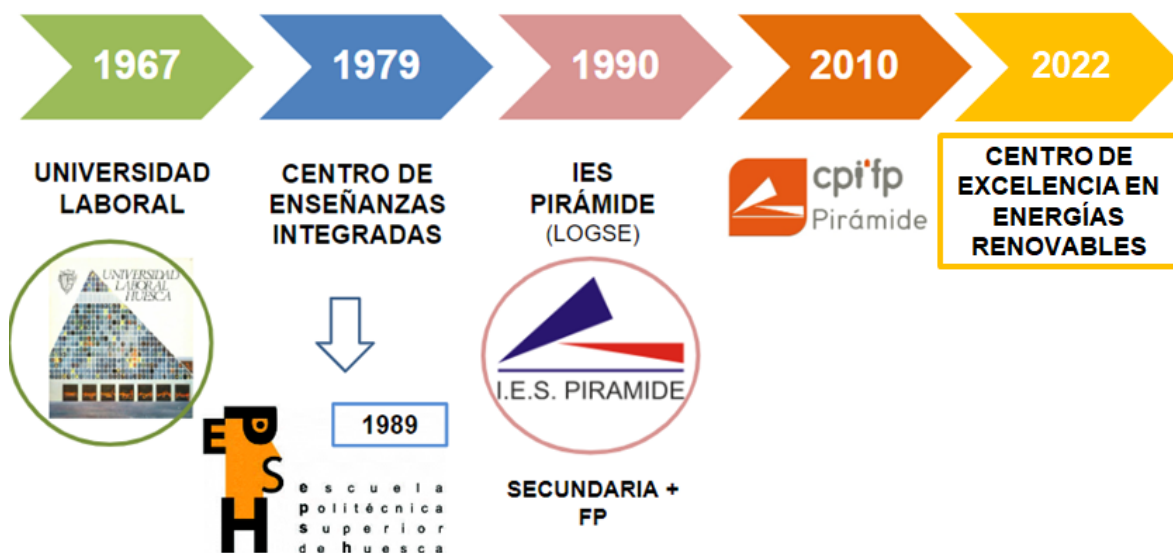 1967
1979
1990
2010
2022
UNIVERSIDAD
LABORAL
UNIVERSIDAD
LABORAL
HUESCA
CENTRO DE
ENSEÑANZAS
INTEGRADAS
1989
EPSH
escuela
politécnica
superior
de huesca
IES
PIRÁMIDE
(LOGSE)
I.E.S. PIRAMIDE
SECUNDARIA +
FP
cpi'fp
Pirámide
CENTRO DE
EXCELENCIA EN
ENERGÍAS
RENOVABLES